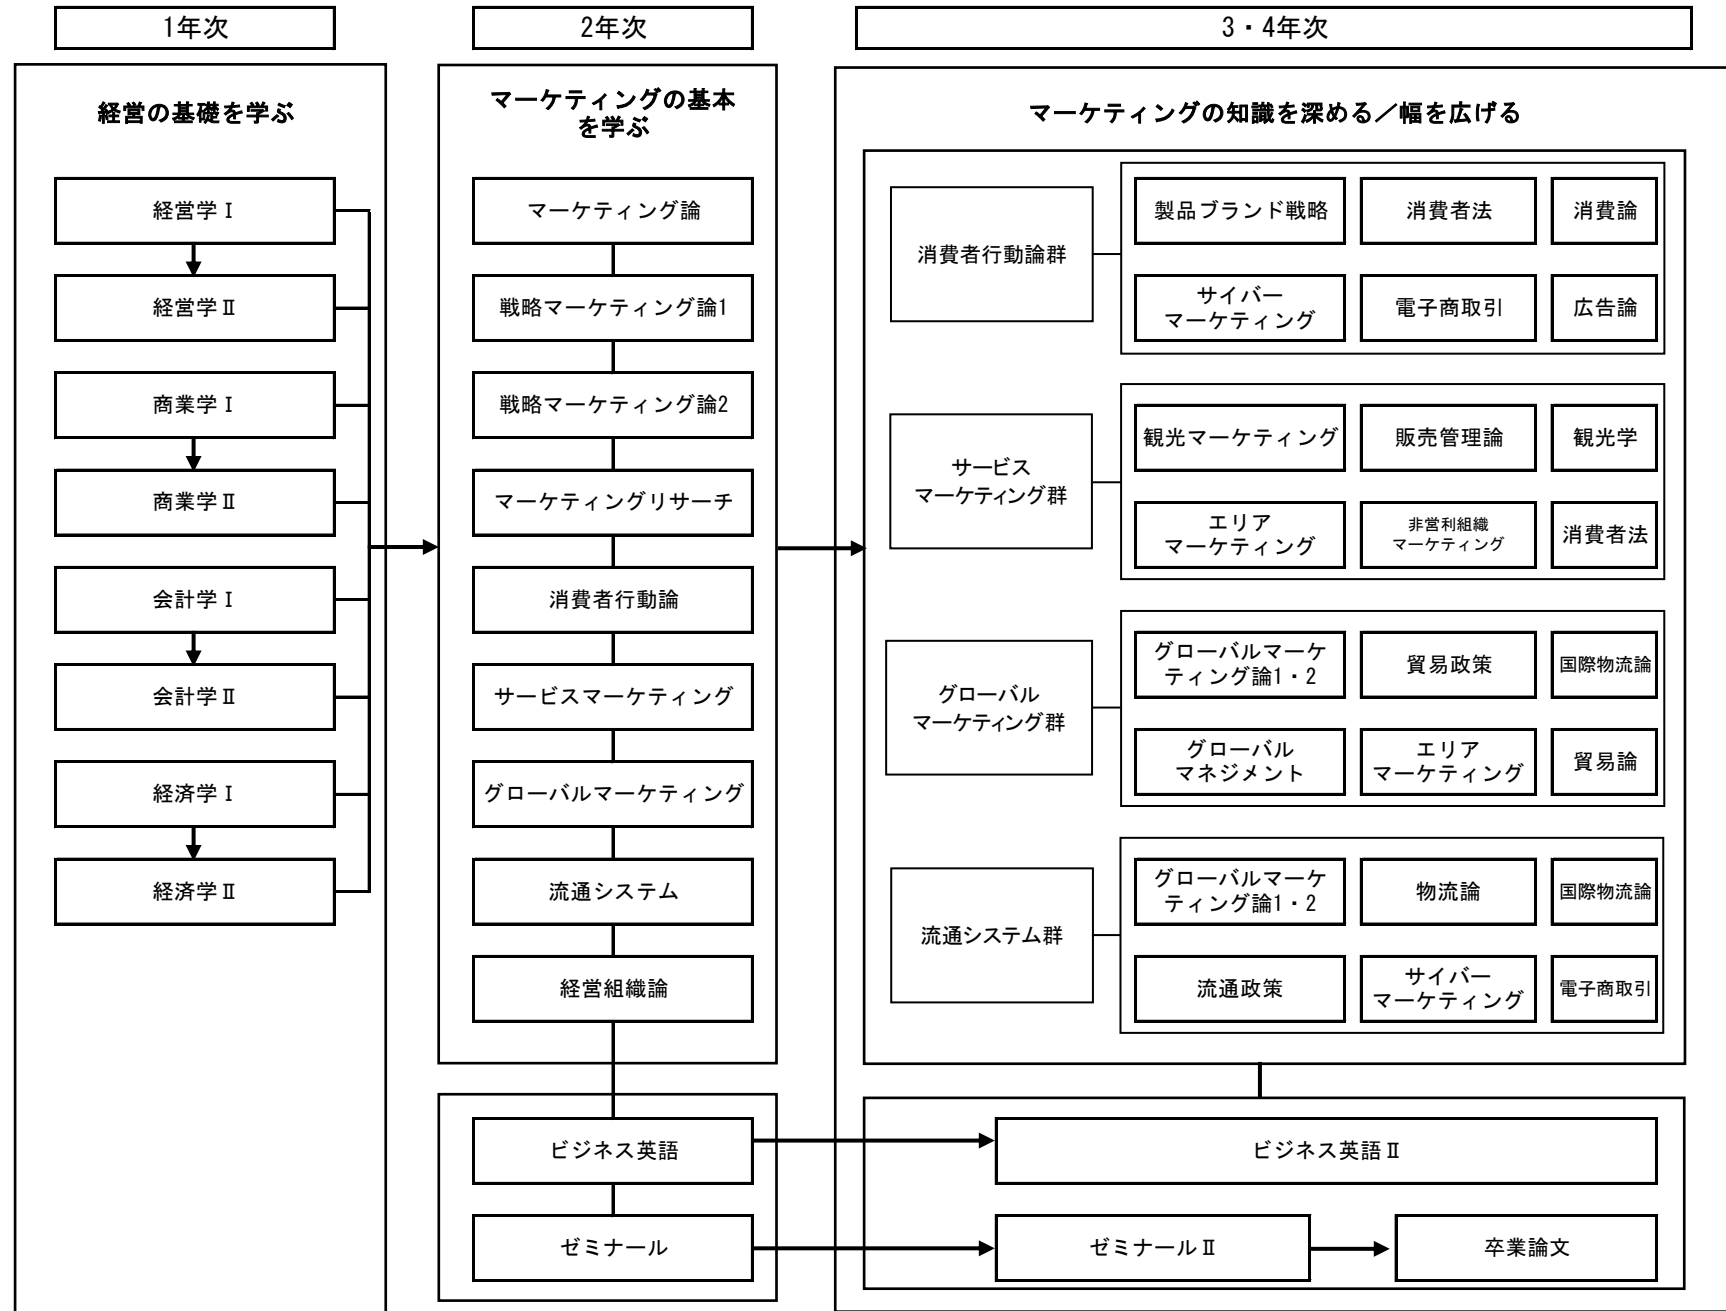 1年次
2年次
3・4年次
経営の基礎を学ぶ
経営学Ⅰ
経営学Ⅱ
商業学Ⅰ
商業学Ⅱ
会計学Ⅰ
会計学Ⅱ
経済学Ⅰ
経済学Ⅱ
マーケティングの基本
を学ぶ
マーケティング論
戦略マーケティング論1
戦略マーケティング論2
マーケティングリサーチ
消費者行動論
サービスマーケティング
グローバルマーケティング
流通システム
経営組織論
ビジネス英語
ゼミナール
マーケティングの知識を深める／幅を広げる
消費者行動論群
製品ブランド戦略
消費者法
消費論
サイバー
マーケティング
電子商取引
広告論
サービス
マーケティング群
観光マーケティング
販売管理論
観光学
エリア
マーケティング
非営利組織
マーケティング
消費者法
グローバル
マーケティング群
グローバルマーケ
ティング論1・2
貿易政策
国際物流論
グローバル
マネジメント
エリア
マーケティング
貿易論
流通システム群
グローバルマーケ
ティング論1・2
物流論
国際物流論
流通政策
サイバー
マーケティング
電子商取引
ビジネス英語Ⅱ
ゼミナールⅡ
卒業論文